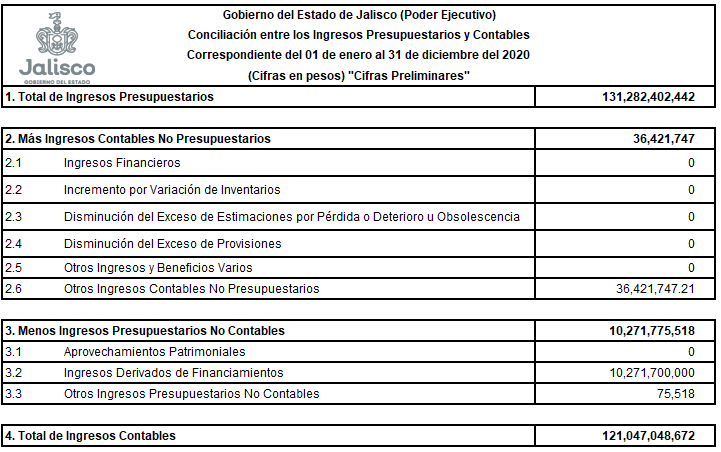 Gobierno del Estado de Jalisco (Poder Ejecutivo)
Conciliación entre los Ingresos Presupuestarios y Contables
Correspondiente del 01 de enero al 31 de diciembre del 2020
(Cifras en pesos) "Cifras Preliminares"
Jalisco
GOBIERNO DEL ESTADO
1. Total de Ingresos Presupuestarios 131,282,402,442
2. Más Ingresos Contables No Presupuestarios 36,421,747
2.1 Ingresos Financieros 0
2.2 Incremento por Variación de Inventarios 0
2.3 Disminución del Exceso de Estimaciones por Pérdida o Deterioro u Obsolescencia 0
2.4 Disminución del Exceso de Provisiones 0
2.5 Otros Ingresos y Beneficios Varios 0
2.6 Otros Ingresos Contables No Presupuestarios 36,421,747.21
3. Menos Ingresos Presupuestarios No Contables 10,271,775,518
3.1 Aprovechamientos Patrimoniales 0
3.2 Ingresos Derivados de Financiamientos 10,271,700,000
3.3 Otros Ingresos Presupuestarios No Contables 75,518
4. Total de Ingresos Contables 121,047,048,672